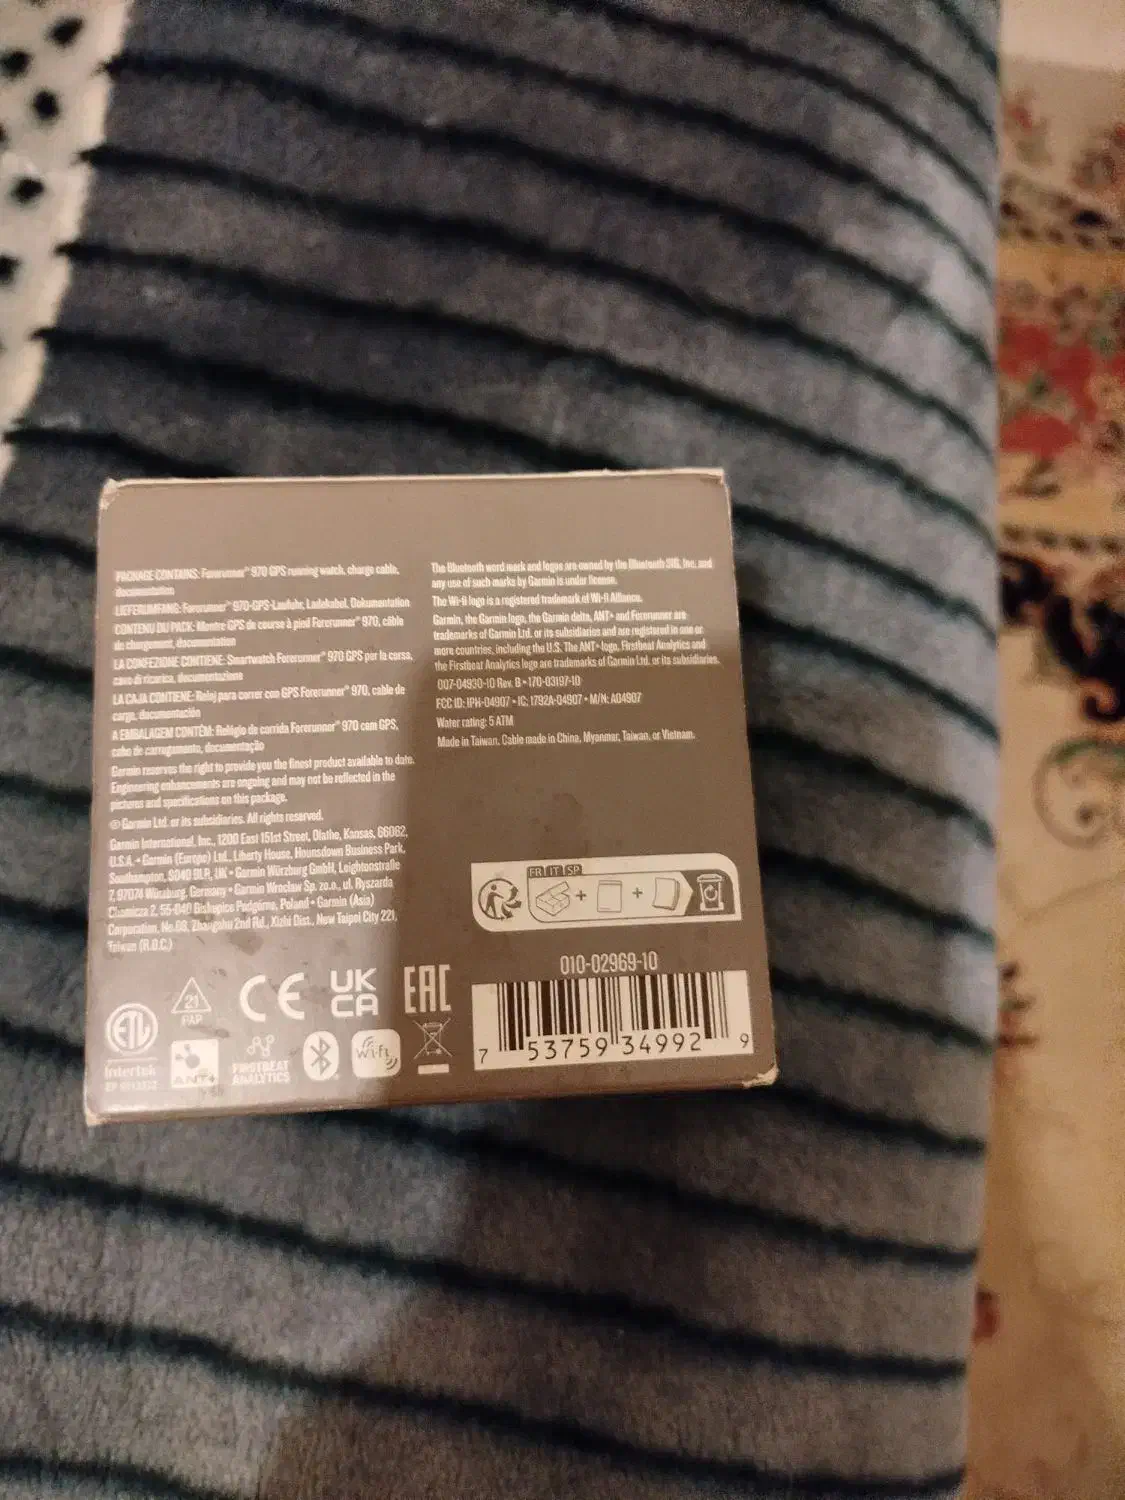 PACKAGE CONTAINS: Forerunner® 970 GPS running watch, charge cable,
documentation
LIEFERUMFANG: Forerunner® 970-GPS-Laufuhr, Ladekabel, Dokumentation
CONTENU DU PACK: Montre GPS de course à pied Forerunner® 970, câble
de chargement, documentation
LA CONFEZIONE CONTIENE: Smartwatch Forerunner® 970 GPS per la corsa,
cavo di ricarica, documentazione
LA CAJA CONTIENE: Reloj para correr con GPS Forerunner® 970, cable de
carga, documentación
A EMBALAGEM CONTÉM: Relógio de corrida Forerunner® 970 com GPS,
cabo de carregamento, documentação
Garmin reserves the right to provide you the finest product available to date.
Engineering enhancements are ongoing and may not be reflected in the
pictures and specifications on this package.
© Garmin Ltd. or its subsidiaries. All rights reserved.
Garmin International, Inc., 1200 East 151st Street, Olathe, Kansas, 66062,
U.S.A. • Garmin (Europe) Ltd., Liberty House, Hounsdown Business Park,
Southampton, SO40 9LR, UK • Garmin Würzburg GmbH, Leightonstraße
7, 97074 Würzburg, Germany • Garmin Wroclaw Sp. zo.o., ul. Ryszarda
Chomicza 2, 55-040 Biskupice Podgórne, Poland • Garmin (Asia)
Corporation, No.68, Zhangshu 2nd Rd., Xizhi Dist., New Taipei City 221,
Taiwan (R.O.C.)
The Bluetooth word mark and logos are owned by the Bluetooth SIG, Inc. and
any use of such marks by Garmin is under license.
The Wi-Fi logo is a registered trademark of Wi-Fi Alliance.
Garmin, the Garmin logo, the Garmin delta, ANT+ and Forerunner are
trademarks of Garmin Ltd. or its subsidiaries and are registered in one or
more countries, including the U.S. The ANT+ logo, Firstbeat Analytics and
the Firstbeat Analytics logo are trademarks of Garmin Ltd. or its subsidiaries.
007-04930-10 Rev. B • 170-03197-10
FCC ID: IPH-04907 • IC: 1792A-04907 • M/N: A04907
Water rating: 5 ATM
Made in Taiwan. Cable made in China, Myanmar, Taiwan, or Vietnam.
FR IT SP
010-02969-10
7 53759 34992 9
21
PAP
CE
UK
CA
EAC
ETL
Intertek
ANT+
FIRSTBEAT
ANALYTICS
Wi-Fi